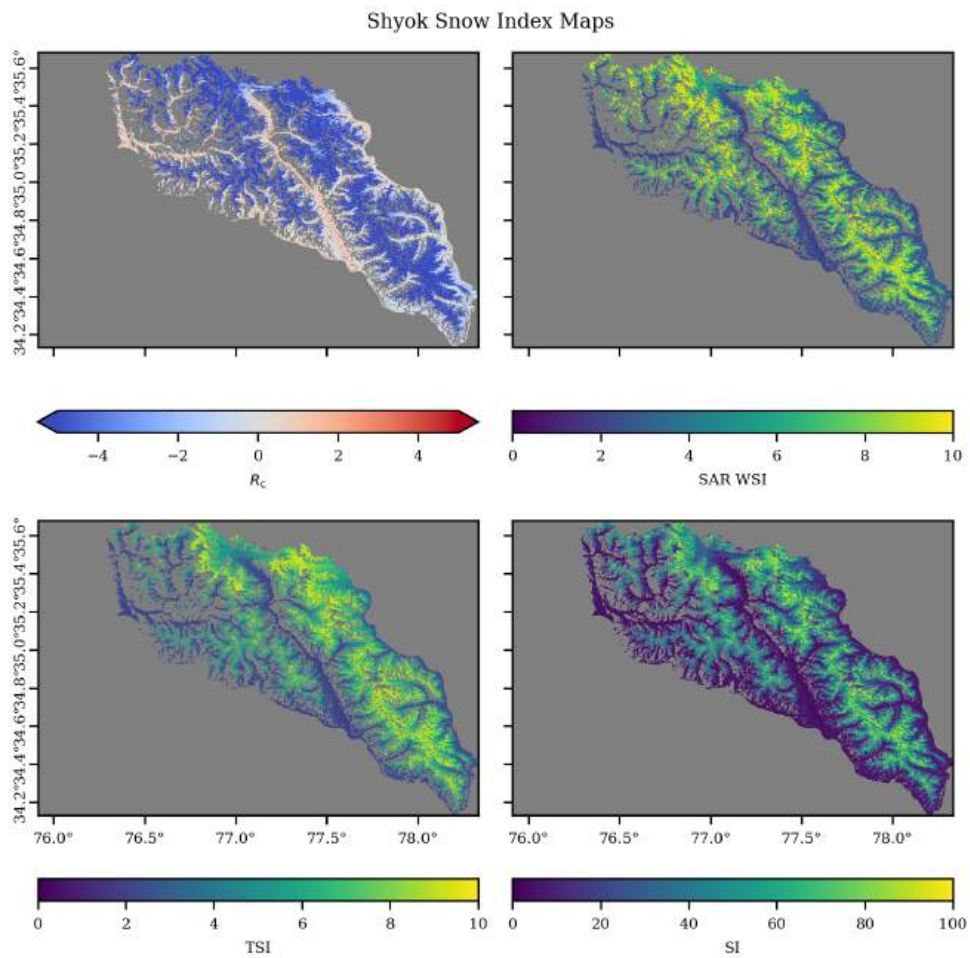 Shyok Snow Index Maps
34.2° 34.4° 34.6° 34.8° 35.0° 35.2° 35.4° 35.6°
−4 −2 0 2 4
Rc
0 2 4 6 8 10
SAR WSI
34.2° 34.4° 34.6° 34.8° 35.0° 35.2° 35.4° 35.6°
76.0° 76.5° 77.0° 77.5° 78.0°
76.0° 76.5° 77.0° 77.5° 78.0°
0 2 4 6 8 10
TSI
0 20 40 60 80 100
SI